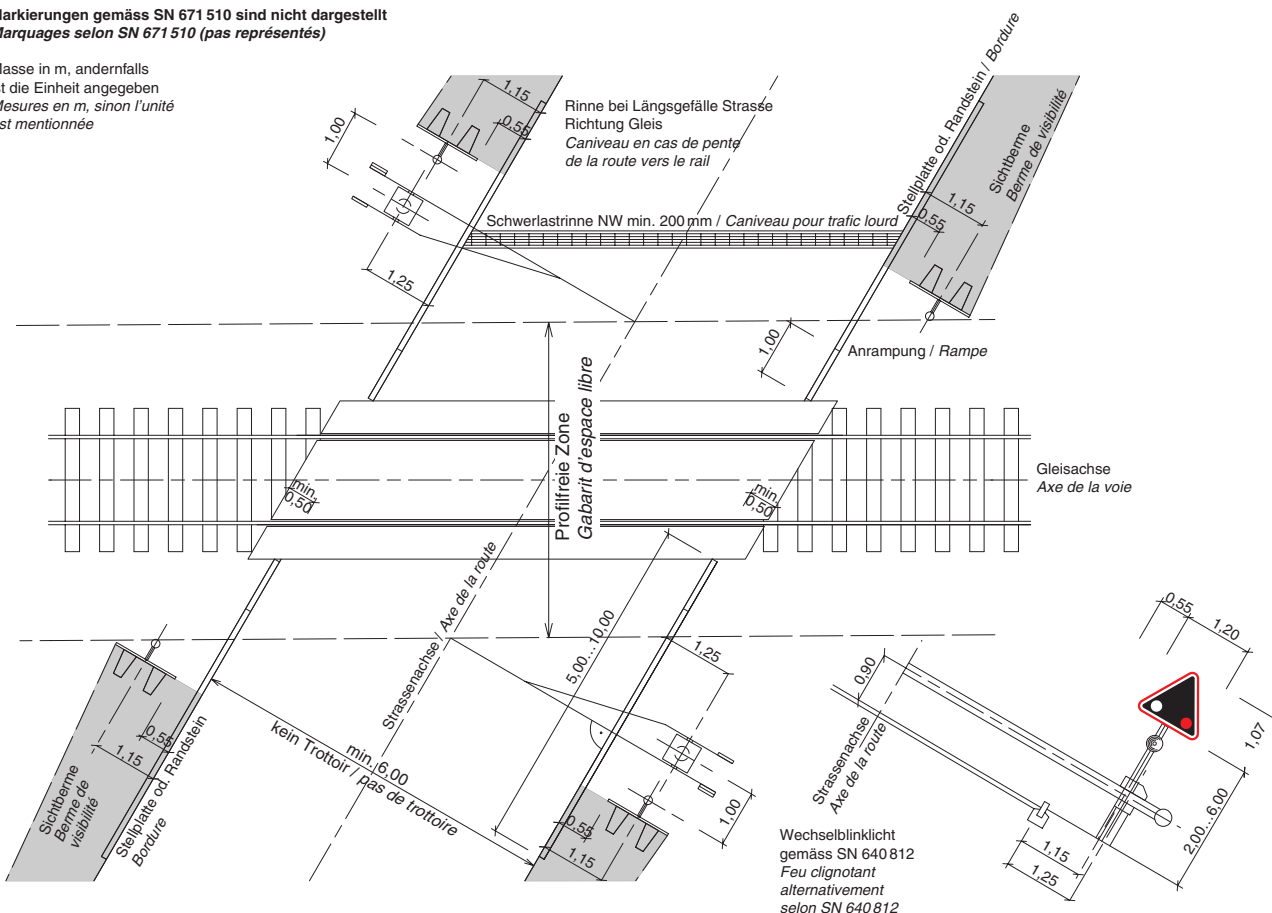 arkierungen gemäss SN 671 510 sind nicht dargestellt
arquages selon SN 671 510 (pas représentés)
asse in m, andernfalls
t die Einheit angegeben
esures en m, sinon l'unité
st mentionnée
1,00
1,15
0,55
1,25
Rinne bei Längsgefälle Strasse
Richtung Gleis
Caniveau en cas de pente
de la route vers le rail
Schwerlastrinne NW min. 200 mm / Caniveau pour trafic lourd
Stellplatte od. Randstein / Bordure
Sichtberme
Berme de visibilité
1,15
0,55
1,00
Anrampung / Rampe
Profilfreie Zone
Gabarit d'espace libre
Gleisachse
Axe de la voie
min.
0,50
min.
0,50
Strassenachse / Axe de la route
5,00...10,00
1,25
min. 6,00
kein Trottoir / pas de trottoire
0,55
1,15
Sichtberme
Berme de
visibilité
Stellplatte od. Randstein
Bordure
0,55
1,15
1,00
0,55
1,20
0,90
1,07
Strassenachse
Axe de la route
2,00...6,00
1,15
1,25
Wechselblinklicht
gemäss SN 640 812
Feu clignotant
alternativement
selon SN 640 812